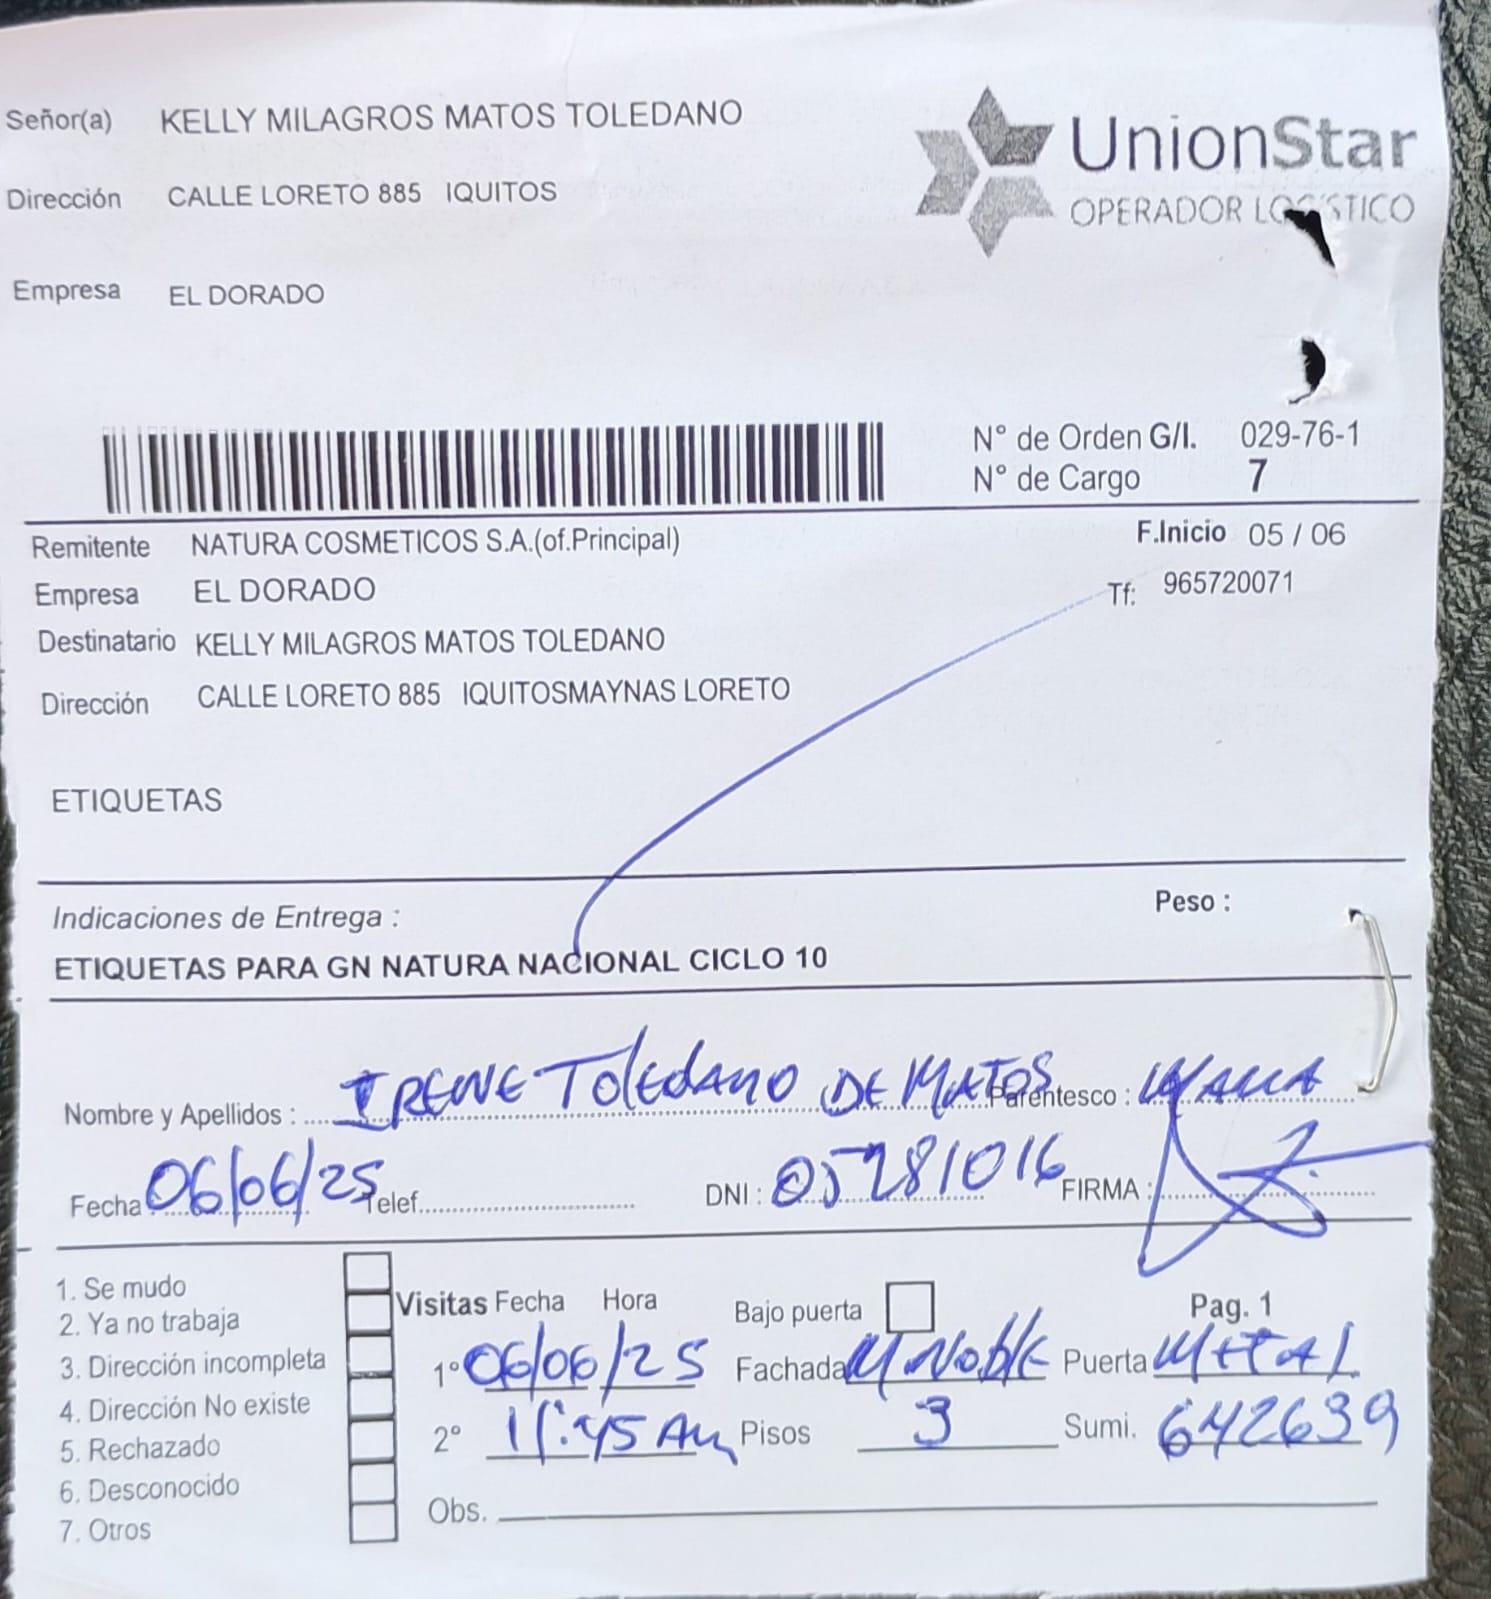 Señor(a) KELLY MILAGROS MATOS TOLEDANO
UnionStar
OPERADOR LOGÍSTICO
Dirección CALLE LORETO 885 IQUITOS
Empresa EL DORADO
N° de Orden G/I. 029-76-1
N° de Cargo 7
Remitente NATURA COSMETICOS S.A.(of.Principal) F.Inicio 05 / 06
Empresa EL DORADO Tf: 965720071
Destinatario KELLY MILAGROS MATOS TOLEDANO
Dirección CALLE LORETO 885 IQUITOSMAYNAS LORETO
ETIQUETAS
Indicaciones de Entrega : Peso :
ETIQUETAS PARA GN NATURA NACIONAL CICLO 10
Nombre y Apellidos : IRENE TOLEDANO DE MATOS Parentesco :
Fecha 06/06/25 Telef. DNI : 05281016 FIRMA :
1. Se mudo
2. Ya no trabaja
3. Dirección incompleta
4. Dirección No existe
5. Rechazado
6. Desconocido
7. Otros
Visitas Fecha Hora Bajo puerta Pag. 1
1° 06/06/25 Fachada M Noble Puerta METAL
2° 11:45 AM Pisos 3 Sumi. 642639
Obs.